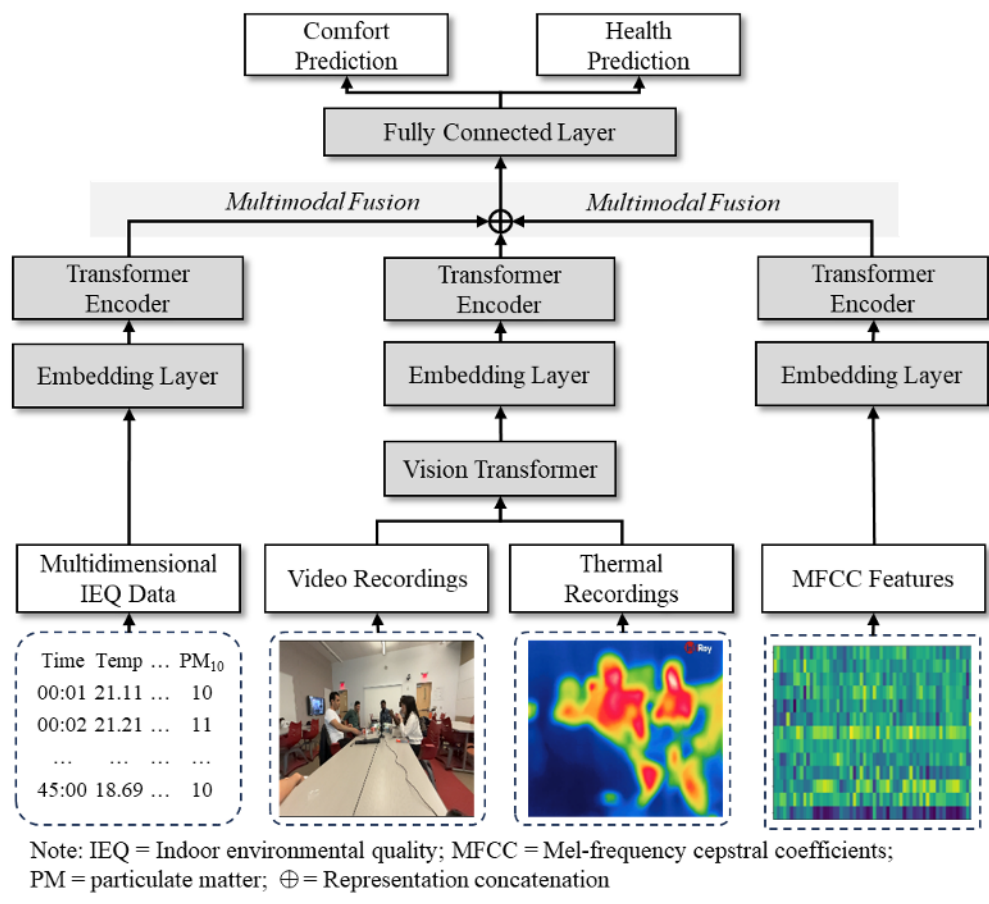 Comfort
Prediction
Health
Prediction
Fully Connected Layer
Multimodal Fusion
Multimodal Fusion
Transformer
Encoder
Transformer
Encoder
Transformer
Encoder
Embedding Layer
Embedding Layer
Embedding Layer
Vision Transformer
Multidimensional
IEQ Data
Video Recordings
Thermal
Recordings
MFCC Features
Time Temp ... PM10
00:01 21.11 ... 10
00:02 21.21 ... 11
... ... ... ...
45:00 18.69 ... 10
Ray
Note: IEQ = Indoor environmental quality; MFCC = Mel-frequency cepstral coefficients;
PM = particulate matter; ⊕ = Representation concatenation